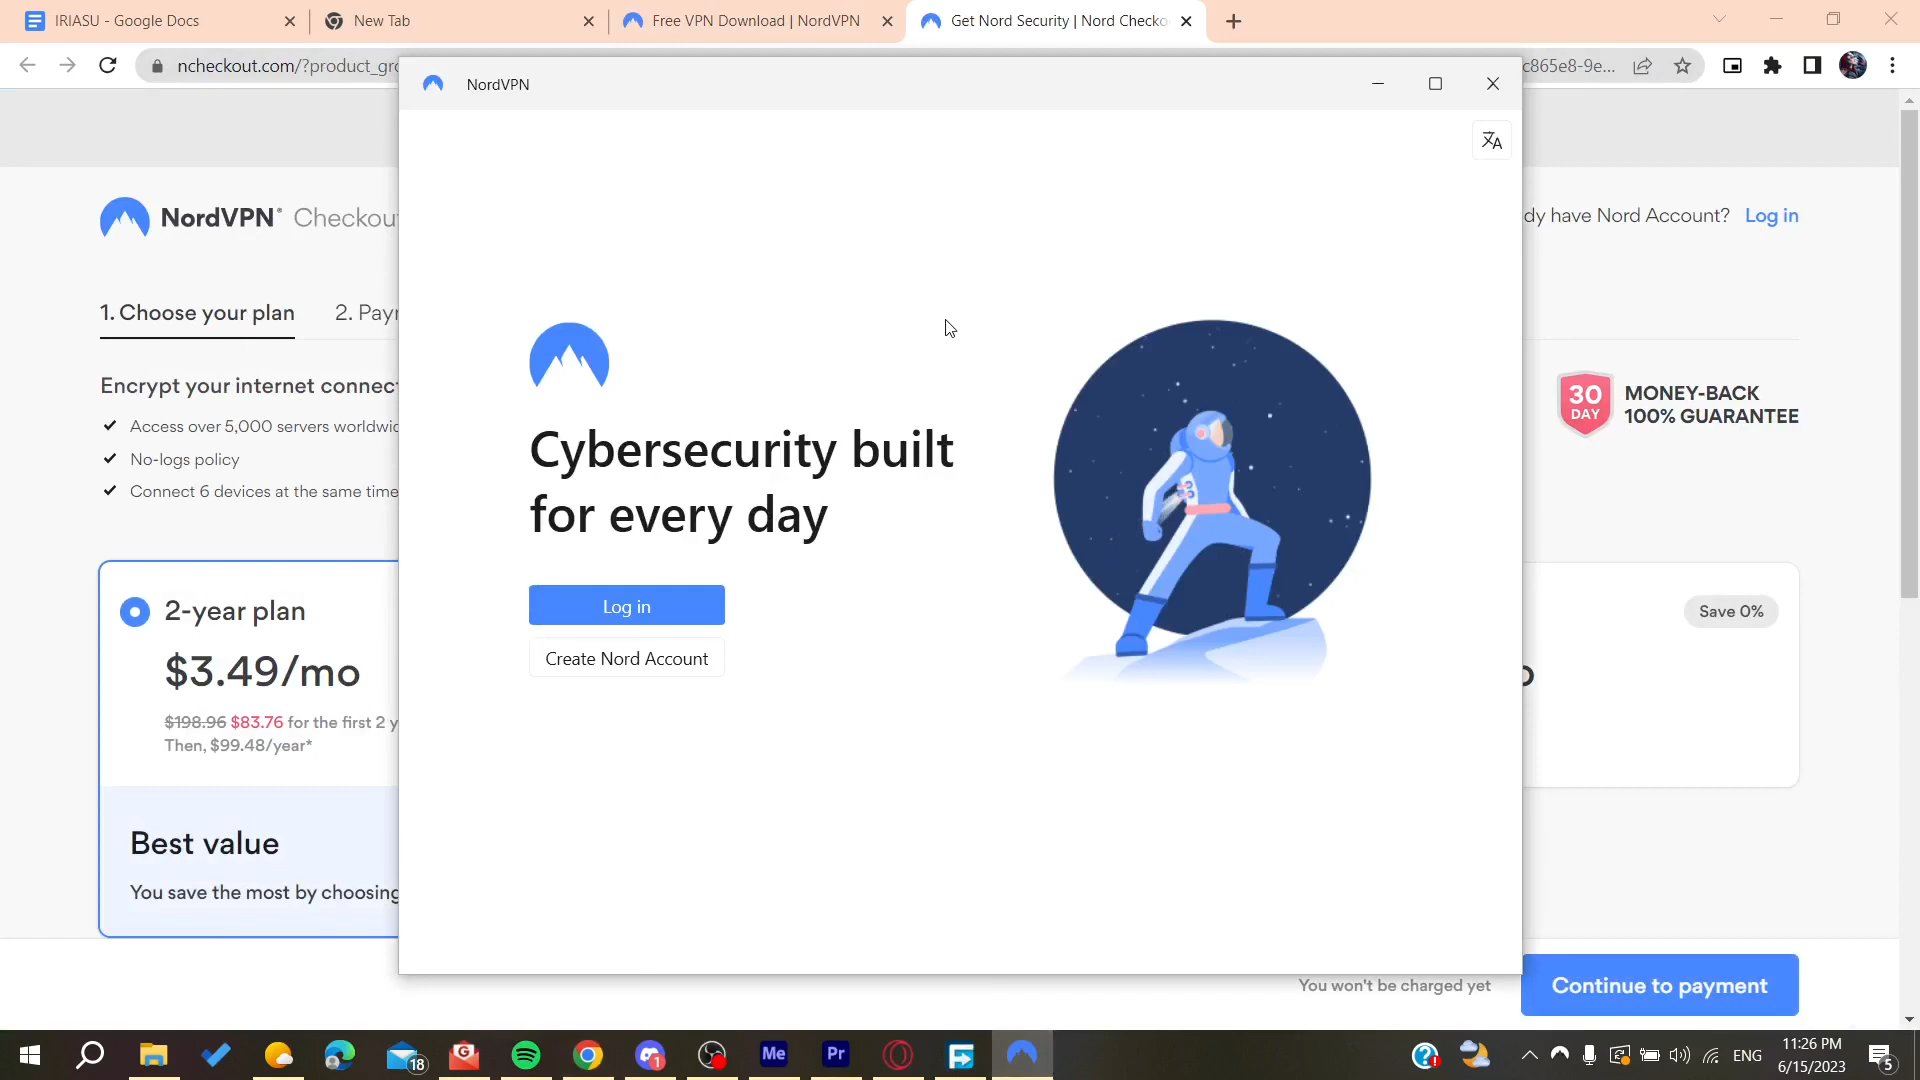 IRIASU - Google Docs
New Tab
Free VPN Download | NordVPN
Get Nord Security | Nord Checko
ncheckout.com/?product_gro
c865e8-9e...
NordVPN
NordVPN® Checkout
dy have Nord Account? Log in
1. Choose your plan
2. Payn
Encrypt your internet connec
Access over 5,000 servers worldwid
No-logs policy
Connect 6 devices at the same time
30
DAY
MONEY-BACK
100% GUARANTEE
Cybersecurity built
for every day
Log in
Create Nord Account
2-year plan
$3.49/mo
$198.96 $83.76 for the first 2 y
Then, $99.48/year*
Save 0%
o
Best value
You save the most by choosing
You won't be charged yet
Continue to payment
18
G
1
Me
Pr
ENG
11:26 PM
6/15/2023
5